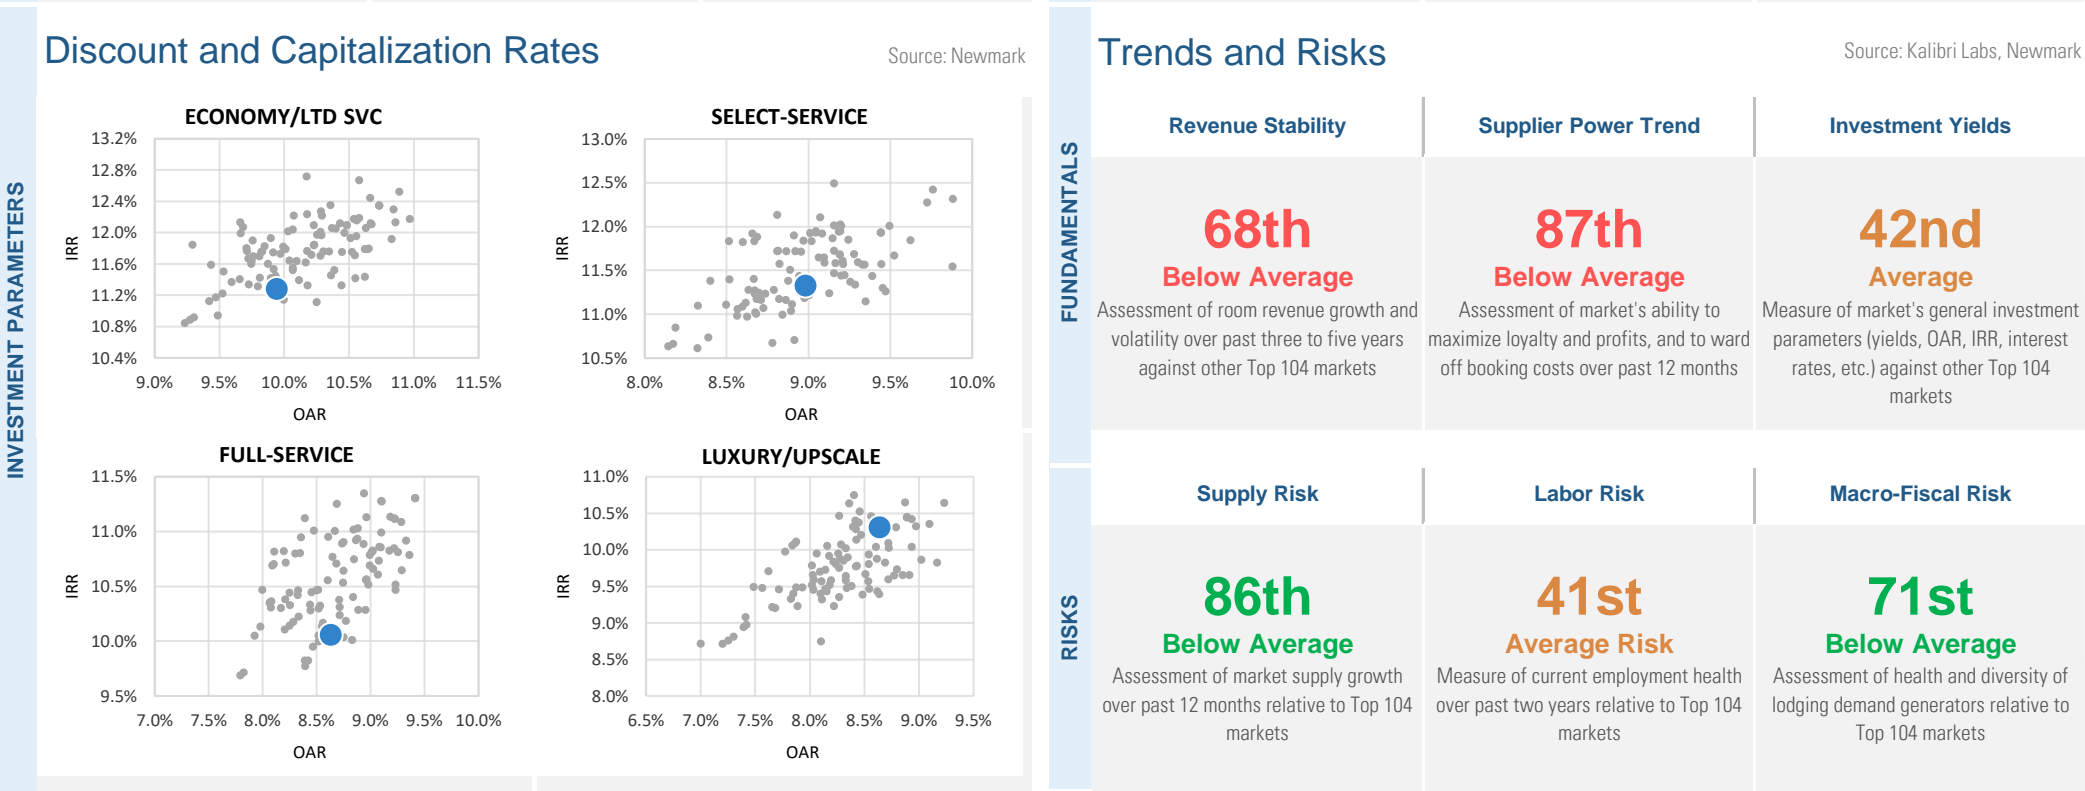 INVESTMENT PARAMETERS
Discount and Capitalization Rates
Source: Newmark
ECONOMY/LTD SVC
13.2%
12.8%
12.4%
12.0%
11.6%
11.2%
10.8%
10.4%
IRR
9.0% 9.5% 10.0% 10.5% 11.0% 11.5%
OAR
SELECT-SERVICE
13.0%
12.5%
12.0%
11.5%
11.0%
10.5%
IRR
8.0% 8.5% 9.0% 9.5% 10.0%
OAR
FULL-SERVICE
11.5%
11.0%
10.5%
10.0%
9.5%
IRR
7.0% 7.5% 8.0% 8.5% 9.0% 9.5% 10.0%
OAR
LUXURY/UPSCALE
11.0%
10.5%
10.0%
9.5%
9.0%
8.5%
8.0%
IRR
6.5% 7.0% 7.5% 8.0% 8.5% 9.0% 9.5%
OAR
Trends and Risks
Source: Kalibri Labs, Newmark
FUNDAMENTALS
Revenue Stability
68th
Below Average
Assessment of room revenue growth and
volatility over past three to five years
against other Top 104 markets
Supplier Power Trend
87th
Below Average
Assessment of market's ability to
maximize loyalty and profits, and to ward
off booking costs over past 12 months
Investment Yields
42nd
Average
Measure of market's general investment
parameters (yields, OAR, IRR, interest
rates, etc.) against other Top 104
markets
RISKS
Supply Risk
86th
Below Average
Assessment of market supply growth
over past 12 months relative to Top 104
markets
Labor Risk
41st
Average Risk
Measure of current employment health
over past two years relative to Top 104
markets
Macro-Fiscal Risk
71st
Below Average
Assessment of health and diversity of
lodging demand generators relative to
Top 104 markets